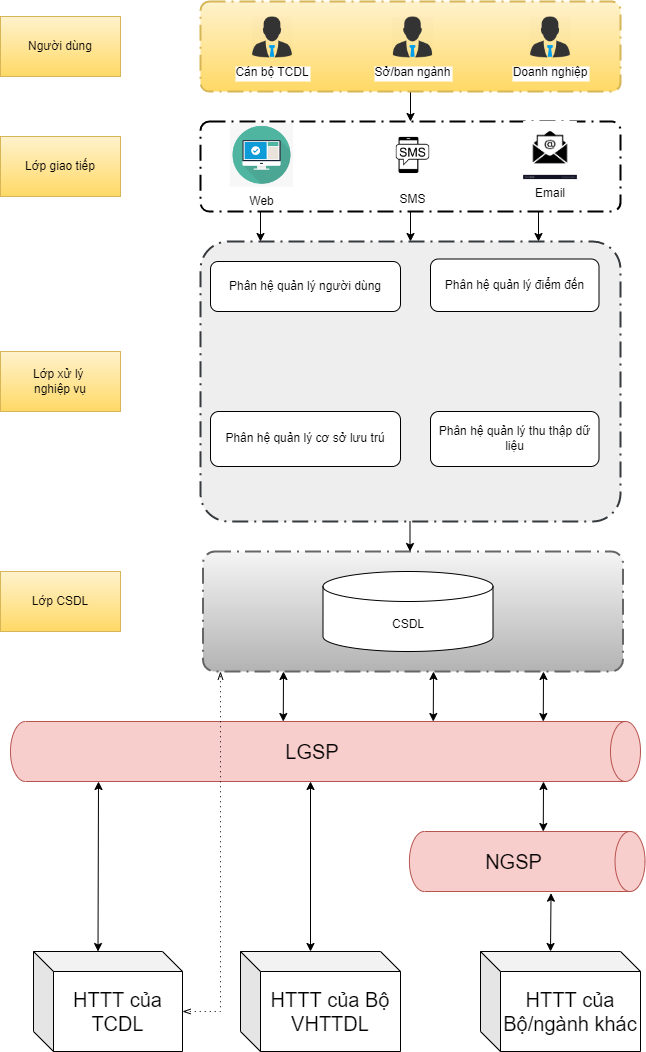 Người dùng
Cán bộ TCDL
Sở/ban ngành
Doanh nghiệp
Lớp giao tiếp
Web
SMS
SMS
@
Email
Phân hệ quản lý người dùng
Phân hệ quản lý điểm đến
Lớp xử lý
nghiệp vụ
Phân hệ quản lý cơ sở lưu trú
Phân hệ quản lý thu thập dữ
liệu
Lớp CSDL
CSDL
LGSP
NGSP
HTTT của
TCDL
HTTT của Bộ
VHTTDL
HTTT của
Bộ/ngành khác